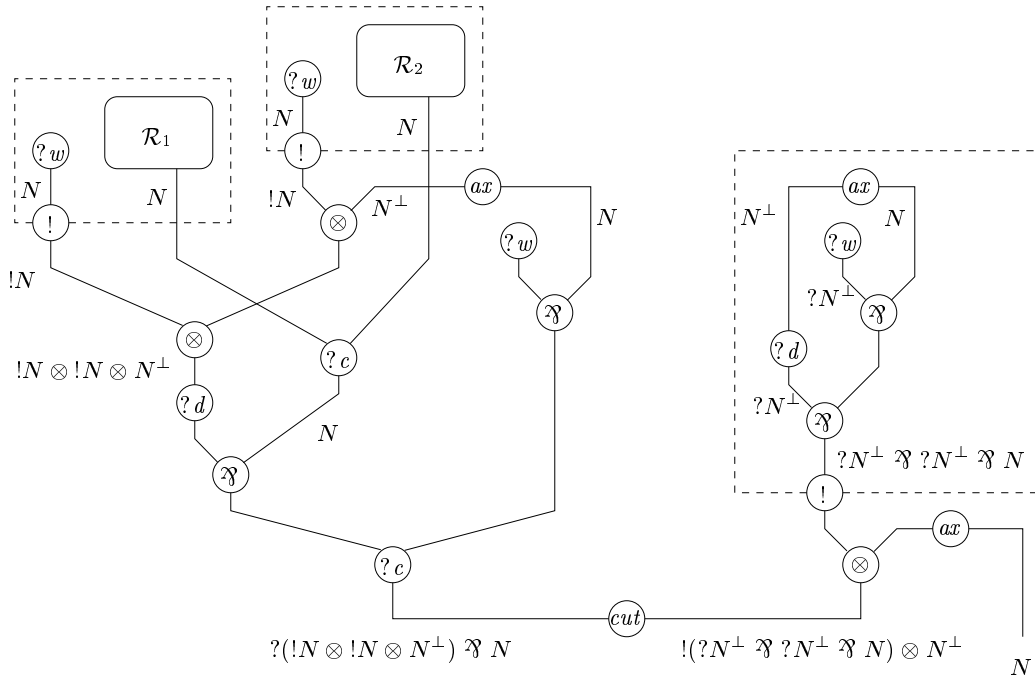 ?w
R₂
N
N
!
?w
R₁
N
N
!
!N
⊗
N⊥
ax
N
?w
⅋
!N
⊗
?c
!N ⊗ !N ⊗ N⊥
?d
N
⅋
?c
?(!N ⊗ !N ⊗ N⊥) ⅋ N
cut
ax
N⊥
N
?w
?N⊥
⅋
?d
?N⊥
⅋
?N⊥ ⅋ ?N⊥ ⅋ N
!
ax
⊗
!(?N⊥ ⅋ ?N⊥ ⅋ N) ⊗ N⊥
N